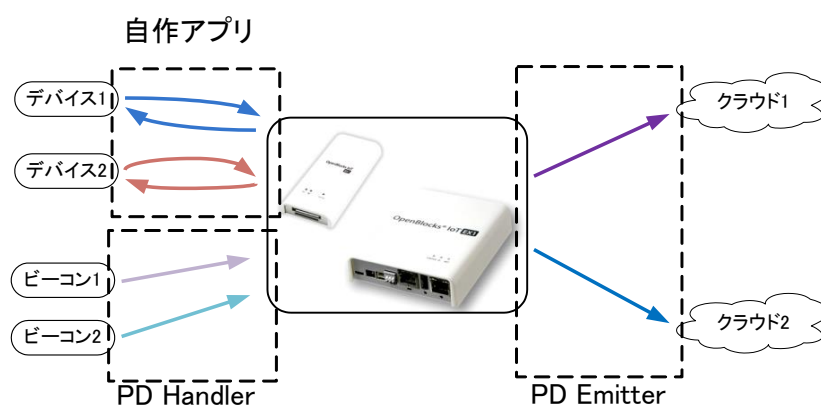 自作アプリ
デバイス1
デバイス2
ビーコン1
ビーコン2
PD Handler
OpenBlocks IoT
OpenBlocks® IoT EX1
PD Emitter
クラウド1
クラウド2